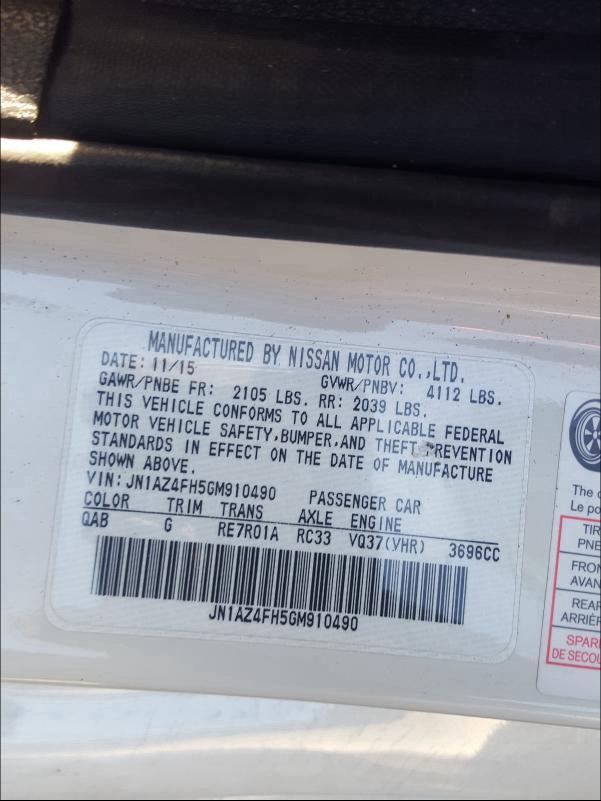 MANUFACTURED BY NISSAN MOTOR CO.,LTD.
DATE: 11/15 GVWR/PNBV: 4112 LBS.
GAWR/PNBE FR: 2105 LBS. RR: 2039 LBS.
THIS VEHICLE CONFORMS TO ALL APPLICABLE FEDERAL
MOTOR VEHICLE SAFETY,BUMPER,AND THEFT PREVENTION
STANDARDS IN EFFECT ON THE DATE OF MANUFACTURE
SHOWN ABOVE.
VIN: JN1AZ4FH5GM910490 PASSENGER CAR
COLOR TRIM TRANS AXLE ENGINE
QAB G RE7R01A RC33 VQ37(VHR) 3696CC
JN1AZ4FH5GM910490
The c
Le po
TIR
PNE
FRON
AVAN
REAR
ARRIÈR
SPAR
DE SECOU